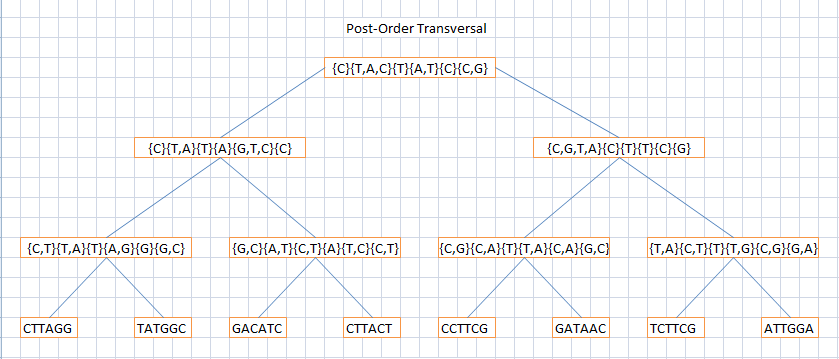 Post-Order Transversal
{C}{T,A,C}{T}{A,T}{C}{C,G}
{C}{T,A}{T}{A}{G,T,C}{C}
{C,G,T,A}{C}{T}{T}{C}{G}
{C,T}{T,A}{T}{A,G}{G}{G,C}
{G,C}{A,T}{C,T}{A}{T,C}{C,T}
{C,G}{C,A}{T}{T,A}{C,A}{G,C}
{T,A}{C,T}{T}{T,G}{C,G}{G,A}
CTTAGG
TATGGC
GACATC
CTTACT
CCTTCG
GATAAC
TCTTCG
ATTGGA